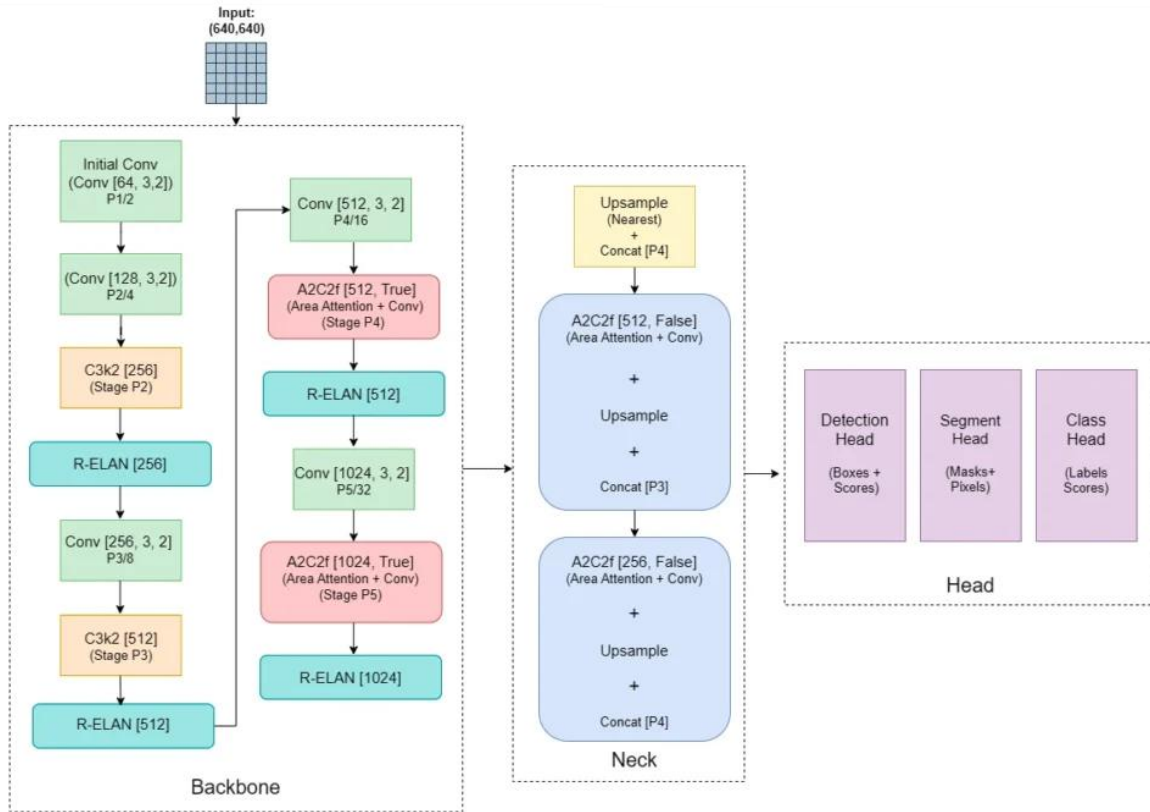 Input:
(640,640)
Initial Conv
(Conv [64, 3,2])
P1/2
(Conv [128, 3,2])
P2/4
C3k2 [256]
(Stage P2)
R-ELAN [256]
Conv [256, 3, 2]
P3/8
C3k2 [512]
(Stage P3)
R-ELAN [512]
Conv [512, 3, 2]
P4/16
A2C2f [512, True]
(Area Attention + Conv)
(Stage P4)
R-ELAN [512]
Conv [1024, 3, 2]
P5/32
A2C2f [1024, True]
(Area Attention + Conv)
(Stage P5)
R-ELAN [1024]
Backbone
Upsample
(Nearest)
+
Concat [P4]
A2C2f [512, False]
(Area Attention + Conv)
+
Upsample
+
Concat [P3]
A2C2f [256, False]
(Area Attention + Conv)
+
Upsample
+
Concat [P4]
Neck
Detection
Head
(Boxes +
Scores)
Segment
Head
(Masks+
Pixels)
Class
Head
(Labels
Scores)
Head